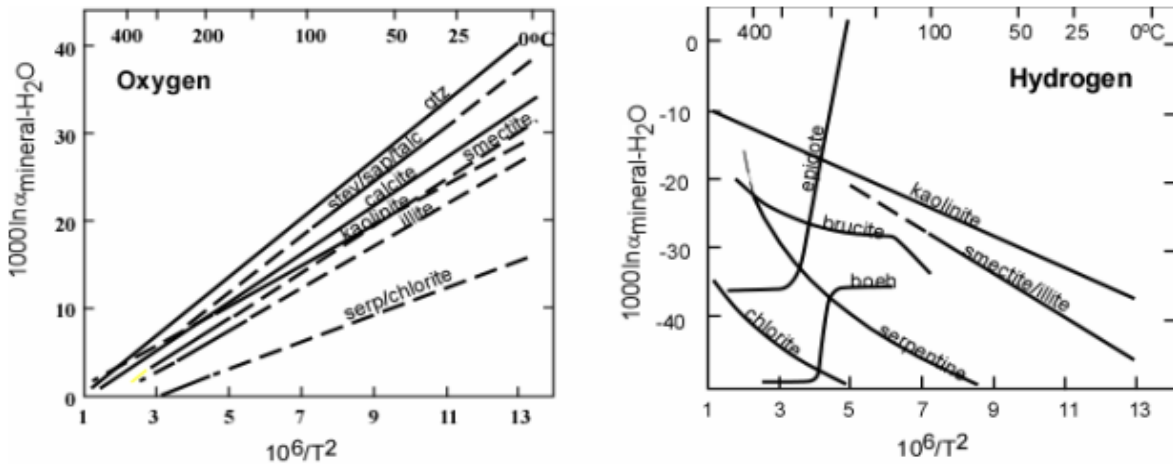 400 200 100 50 25 0°C
40
Oxygen
30
20
10
0
1000lnαmineral-H2O
qtz
stev/sap/talc
calcite
smectite
kaolinite
illite
serp/chlorite
1 3 5 7 9 11 13
10⁶/T²
400 100 50 25 0°C
0
Hydrogen
-10
-20
-30
-40
1000lnαmineral-H2O
epidote
kaolinite
brucite
smectite/illite
boeh
chlorite
serpentine
1 3 5 7 9 11 13
10⁶/T²